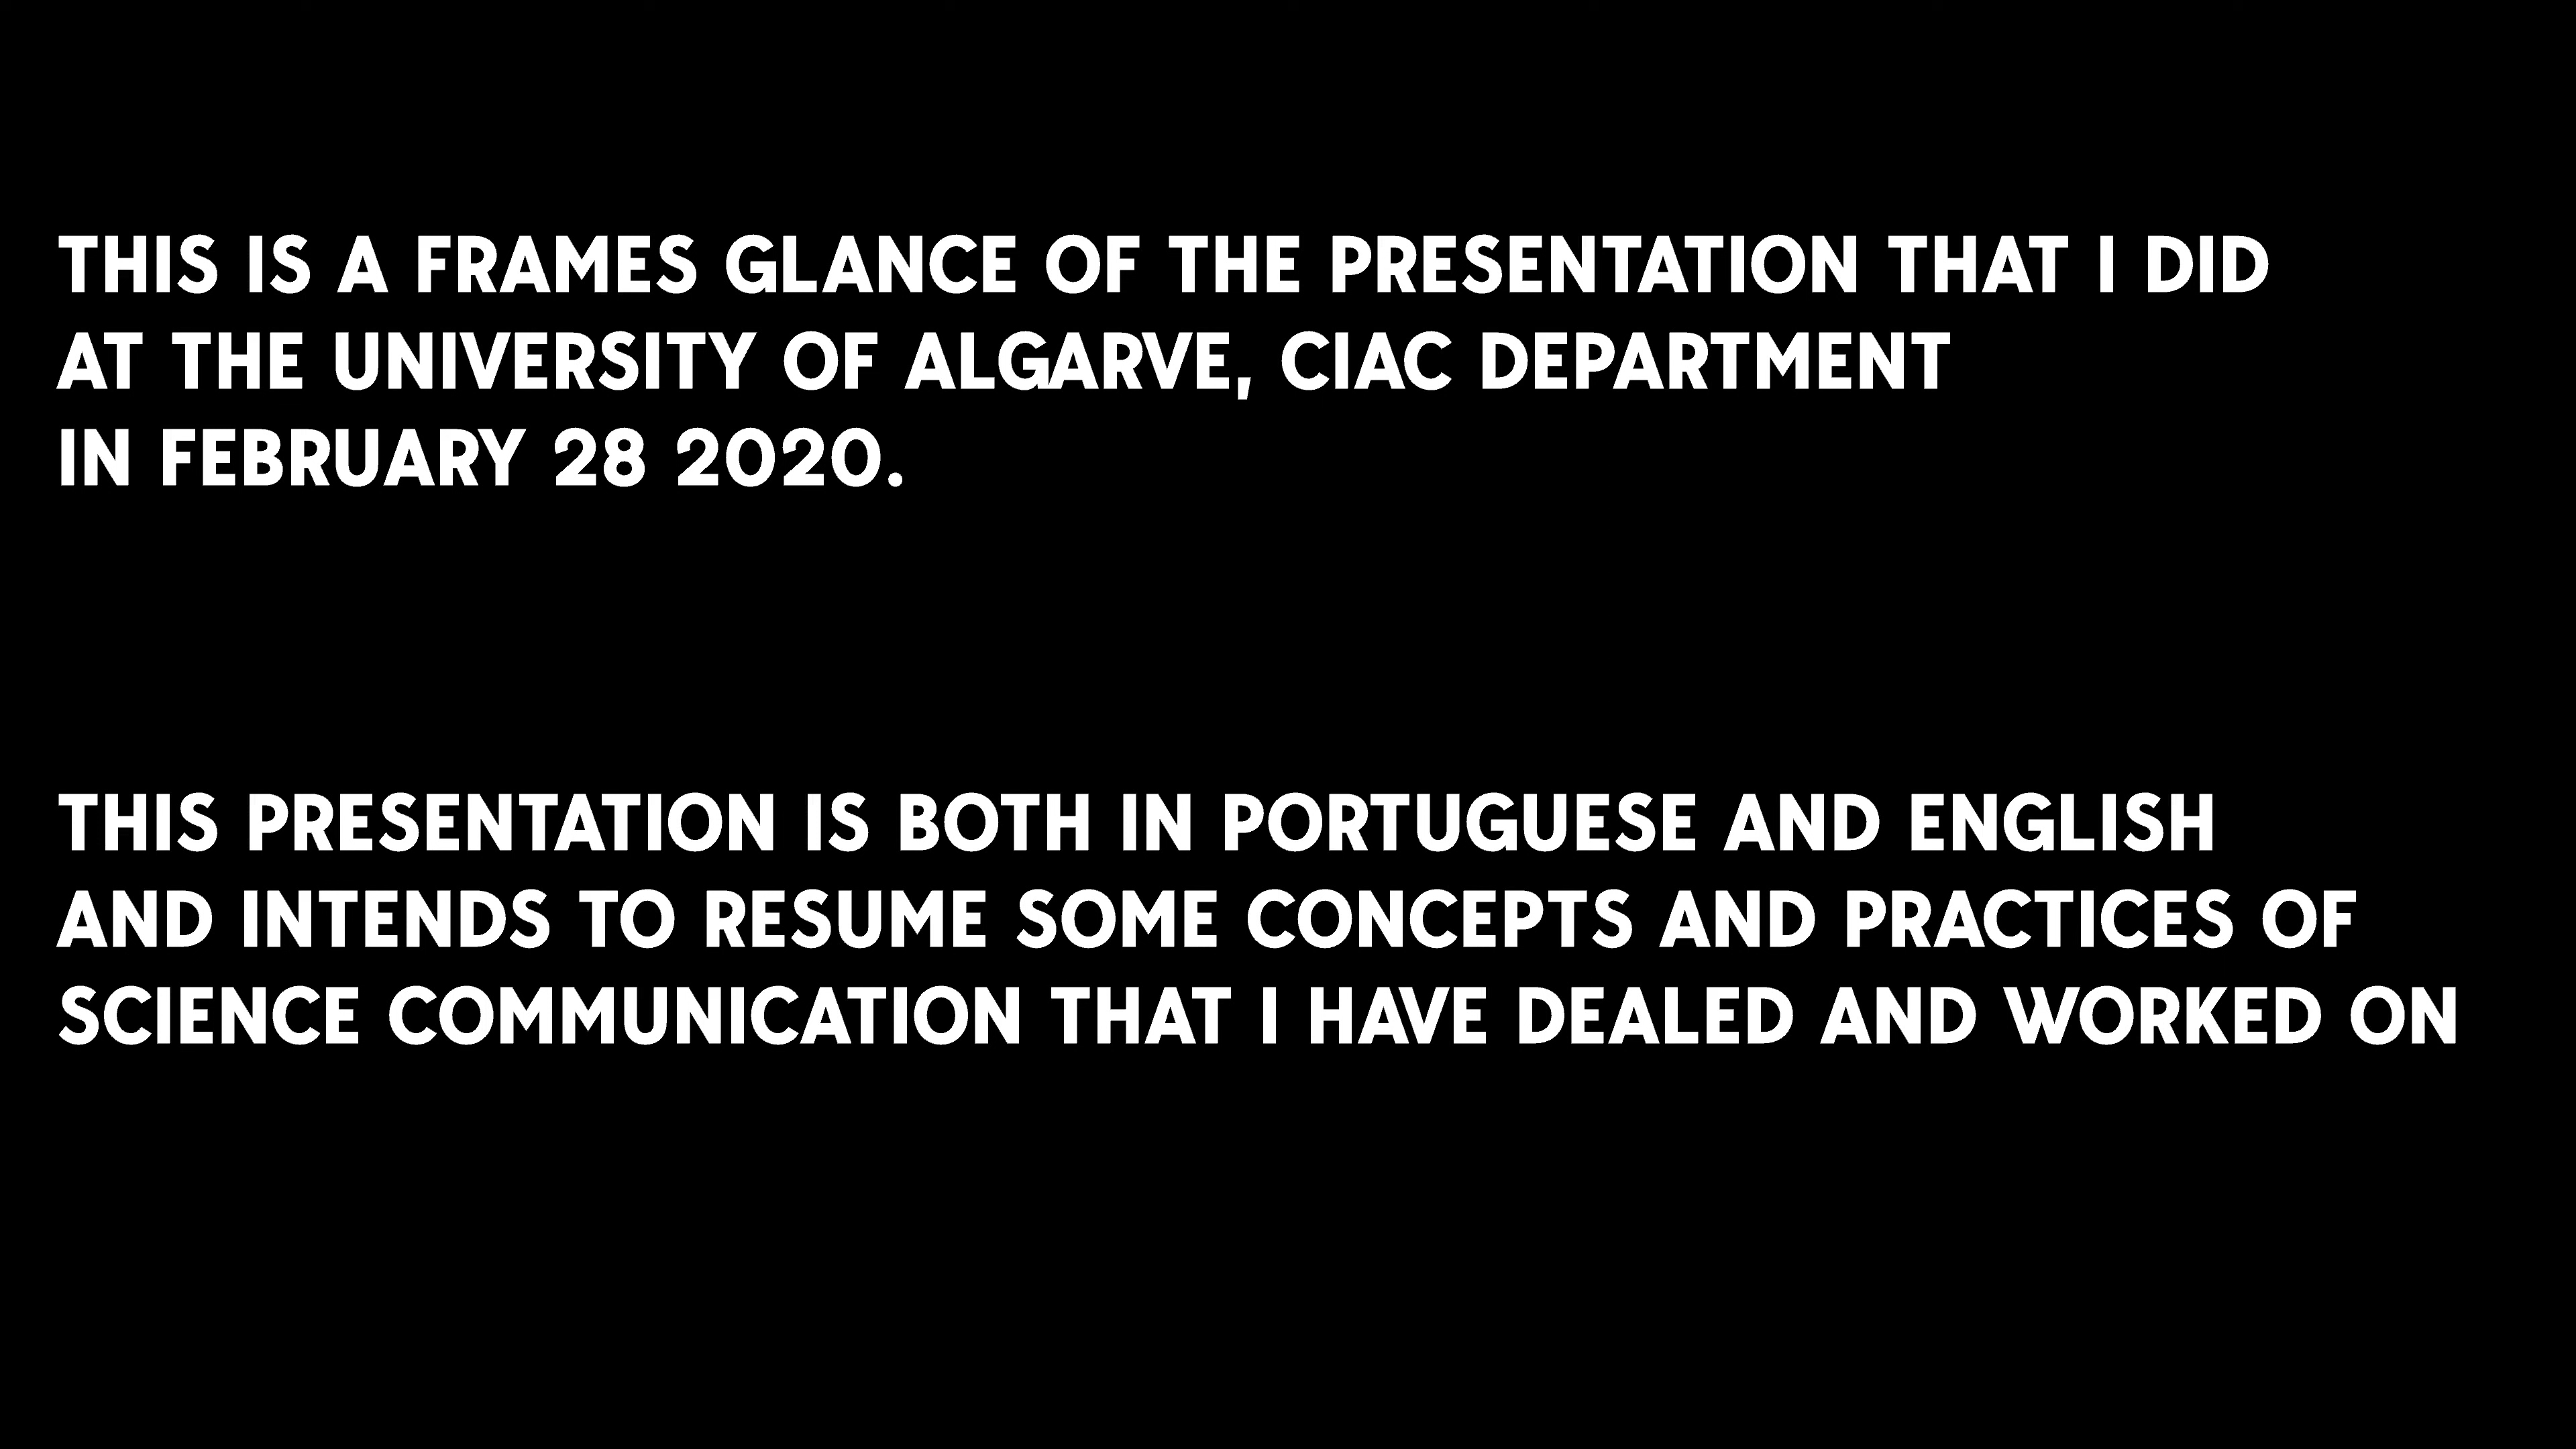 THIS IS A FRAMES GLANCE OF THE PRESENTATION THAT I DID
AT THE UNIVERSITY OF ALGARVE, CIAC DEPARTMENT
IN FEBRUARY 28 2020.
THIS PRESENTATION IS BOTH IN PORTUGUESE AND ENGLISH
AND INTENDS TO RESUME SOME CONCEPTS AND PRACTICES OF
SCIENCE COMMUNICATION THAT I HAVE DEALED AND WORKED ON